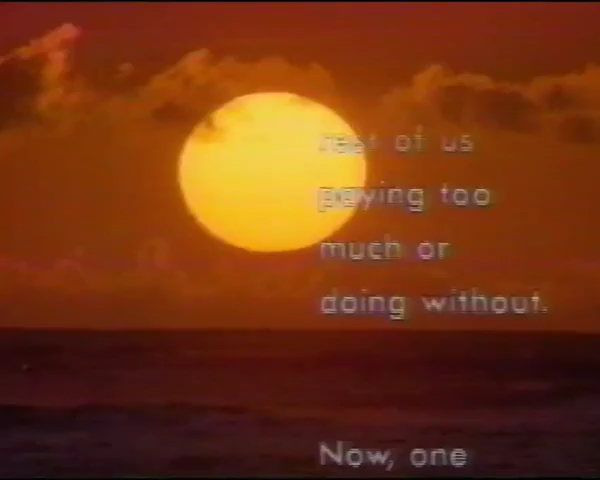 rest of us
paying too
much or
doing without.
Now, one